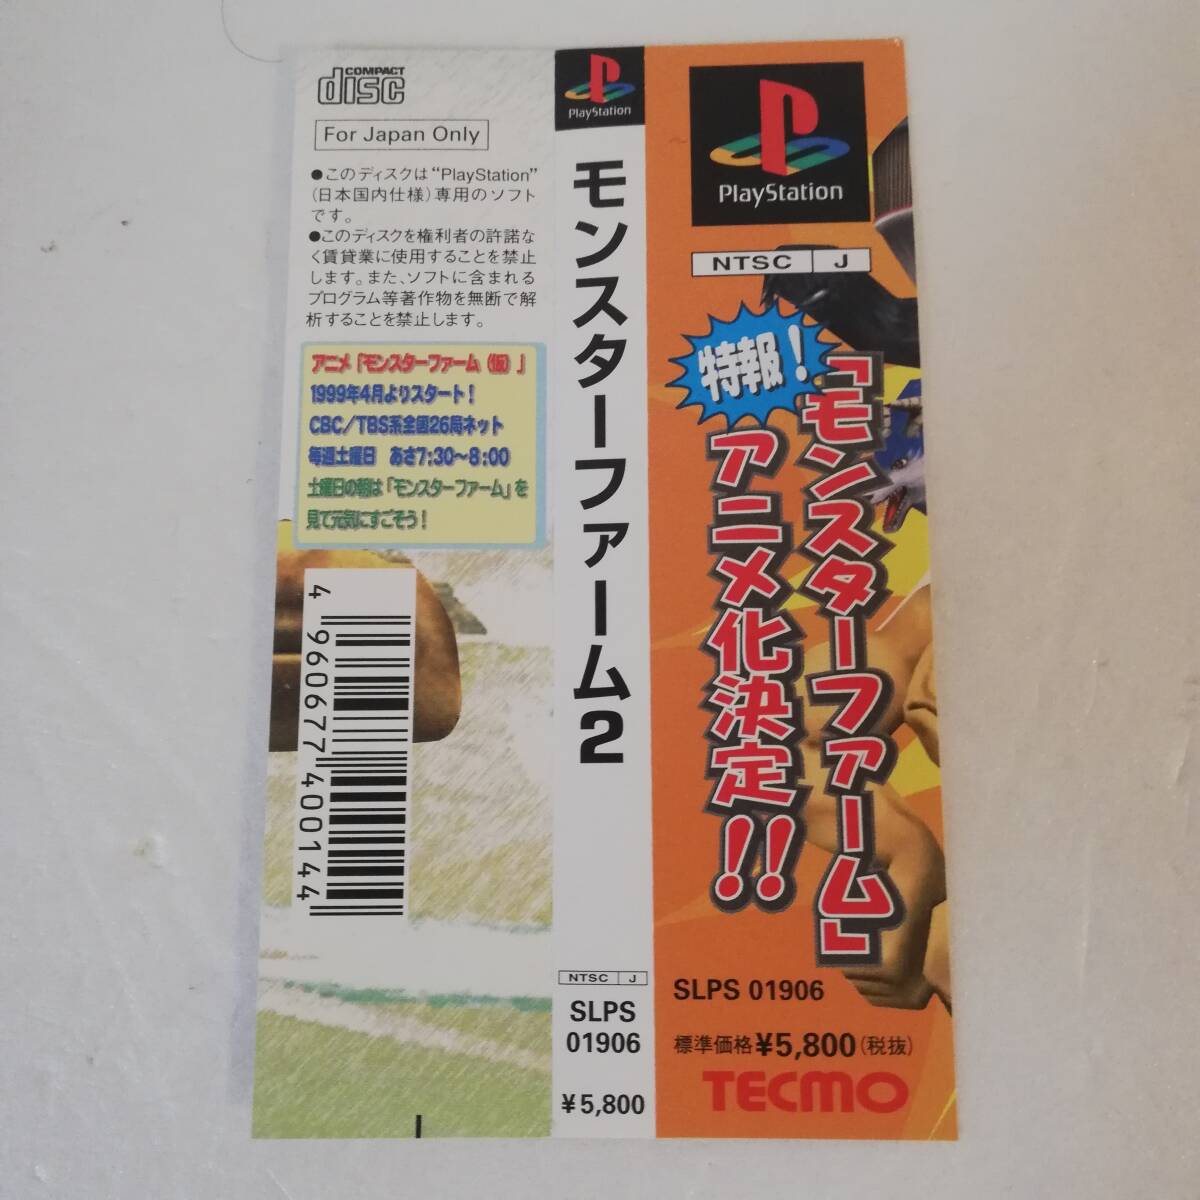 COMPACT
disc
For Japan Only
●このディスクは“PlayStation”
(日本国内仕様)専用のソフト
です。
●このディスクを権利者の許諾な
く賃貸業に使用することを禁止
します。また、ソフトに含まれる
プログラム等著作物を無断で解
析することを禁止します。
アニメ「モンスターファーム(仮)」
1999年4月よりスタート!
CBC/TBS系全国26局ネット
毎週土曜日 あさ7:30〜8:00
土曜日の朝は「モンスターファーム」を
見て元気にすごそう!
4 960677 400144
PlayStation
モンスターファーム2
NTSC J
SLPS
01906
¥5,800
PlayStation
NTSC J
特報!
「モンスターファーム」
アニメ化決定!!
SLPS 01906
標準価格¥5,800(税抜)
TECMO